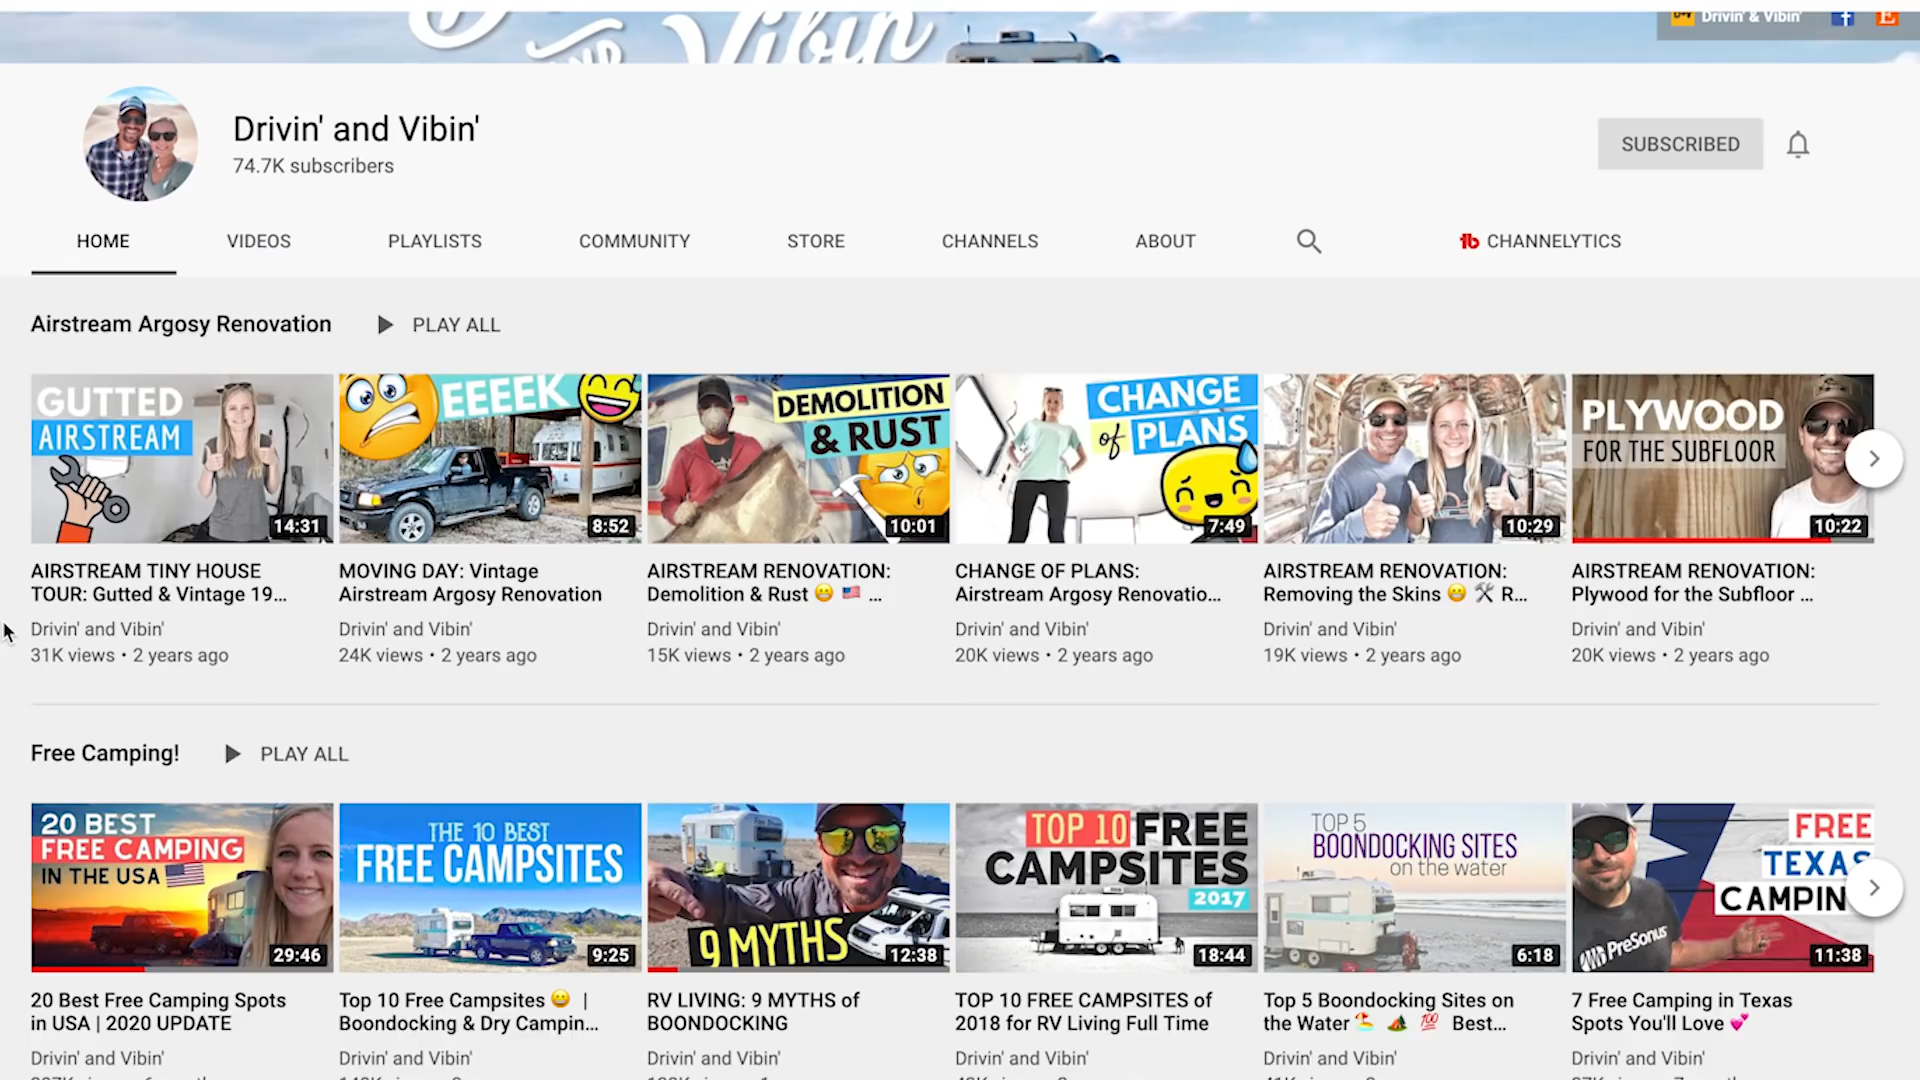 AND Vibin
Drivin' & Vibin'
Drivin' and Vibin'
74.7K subscribers
SUBSCRIBED
HOME VIDEOS PLAYLISTS COMMUNITY STORE CHANNELS ABOUT CHANNELYTICS
Airstream Argosy Renovation PLAY ALL
GUTTED
AIRSTREAM
14:31
EEEEK
8:52
DEMOLITION
& RUST
10:01
CHANGE
of PLANS
7:49
10:29
PLYWOOD
FOR THE SUBFLOOR
10:22
AIRSTREAM TINY HOUSE
TOUR: Gutted & Vintage 19...
Drivin' and Vibin'
31K views • 2 years ago
MOVING DAY: Vintage
Airstream Argosy Renovation
Drivin' and Vibin'
24K views • 2 years ago
AIRSTREAM RENOVATION:
Demolition & Rust 😬 🇺🇸 ...
Drivin' and Vibin'
15K views • 2 years ago
CHANGE OF PLANS:
Airstream Argosy Renovatio...
Drivin' and Vibin'
20K views • 2 years ago
AIRSTREAM RENOVATION:
Removing the Skins 😬 🛠 R...
Drivin' and Vibin'
19K views • 2 years ago
AIRSTREAM RENOVATION:
Plywood for the Subfloor ...
Drivin' and Vibin'
20K views • 2 years ago
Free Camping! PLAY ALL
20 BEST
FREE CAMPING
IN THE USA
29:46
THE 10 BEST
FREE CAMPSITES
9:25
9 MYTHS
12:38
TOP 10 FREE
CAMPSITES
2017
18:44
TOP 5
BOONDOCKING SITES
on the water
6:18
FREE
TEXAS
CAMPIN
PreSonus
11:38
20 Best Free Camping Spots
in USA | 2020 UPDATE
Drivin' and Vibin'
Top 10 Free Campsites 😀 |
Boondocking & Dry Campin...
Drivin' and Vibin'
RV LIVING: 9 MYTHS of
BOONDOCKING
Drivin' and Vibin'
TOP 10 FREE CAMPSITES of
2018 for RV Living Full Time
Drivin' and Vibin'
Top 5 Boondocking Sites on
the Water 🏖 🏕 💯 Best...
Drivin' and Vibin'
7 Free Camping in Texas
Spots You'll Love 💕
Drivin' and Vibin'